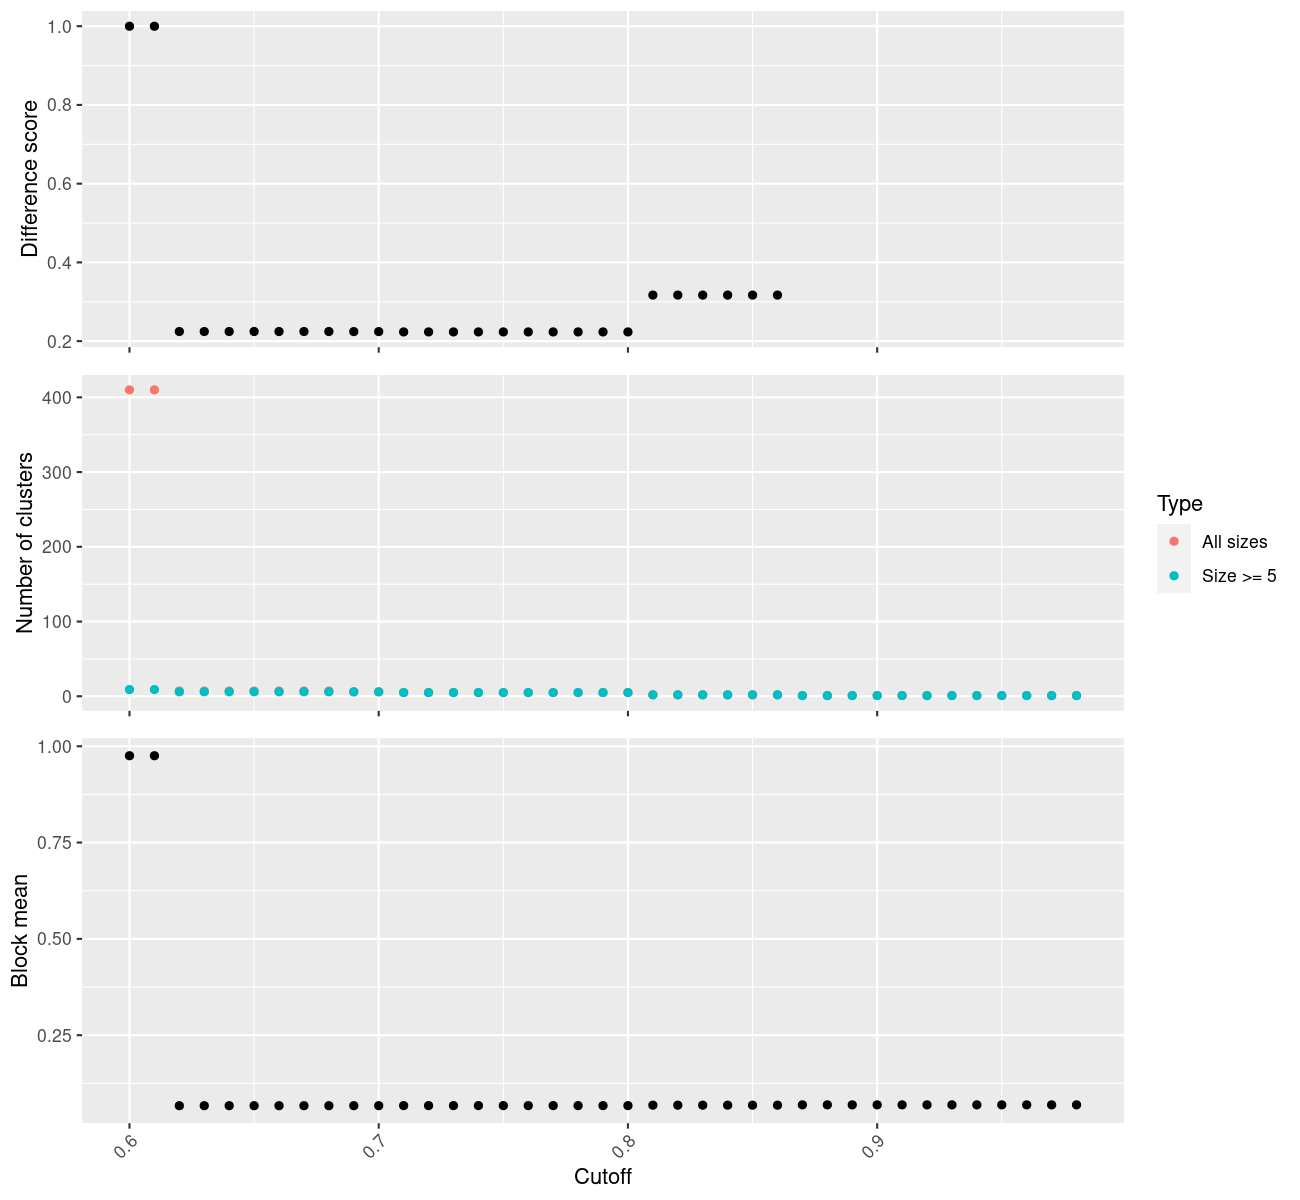 Difference score
1.0
0.8
0.6
0.4
0.2
Number of clusters
400
300
200
100
0
Type
All sizes
Size >= 5
Block mean
1.00
0.75
0.50
0.25
0.6 0.7 0.8 0.9
Cutoff